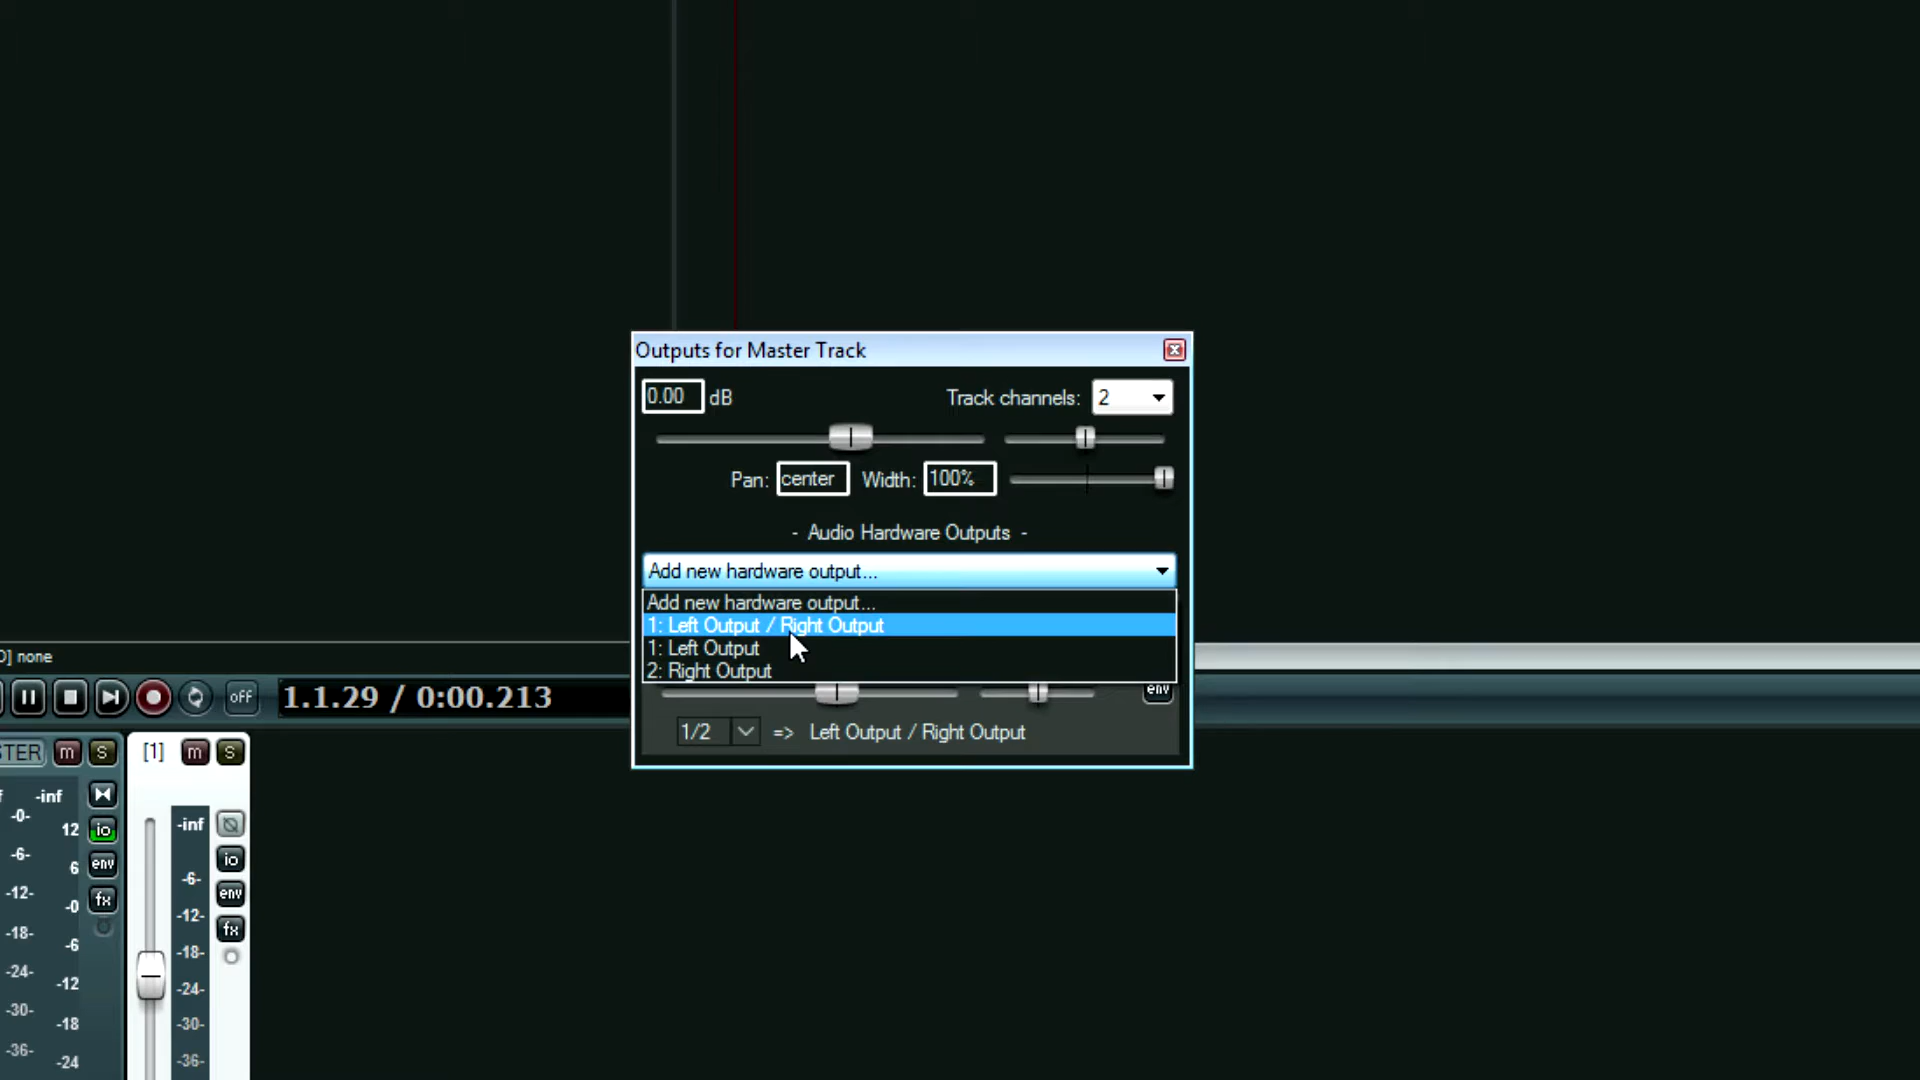 Outputs for Master Track
0.00 dB Track channels: 2
Pan: center Width: 100%
- Audio Hardware Outputs -
Add new hardware output...
Add new hardware output...
1: Left Output / Right Output
1: Left Output
2: Right Output
env
1/2 => Left Output / Right Output
none
off 1.1.29 / 0:00.213
m s [1] m s
-inf
-0-
12 io
-6-
6 env
-12-
-0 fx
-18-
-6
-24-
-12
-30-
-18
-36-
-24
-inf
io
-6-
env
-12-
fx
-18-
-24-
-30-
-36-